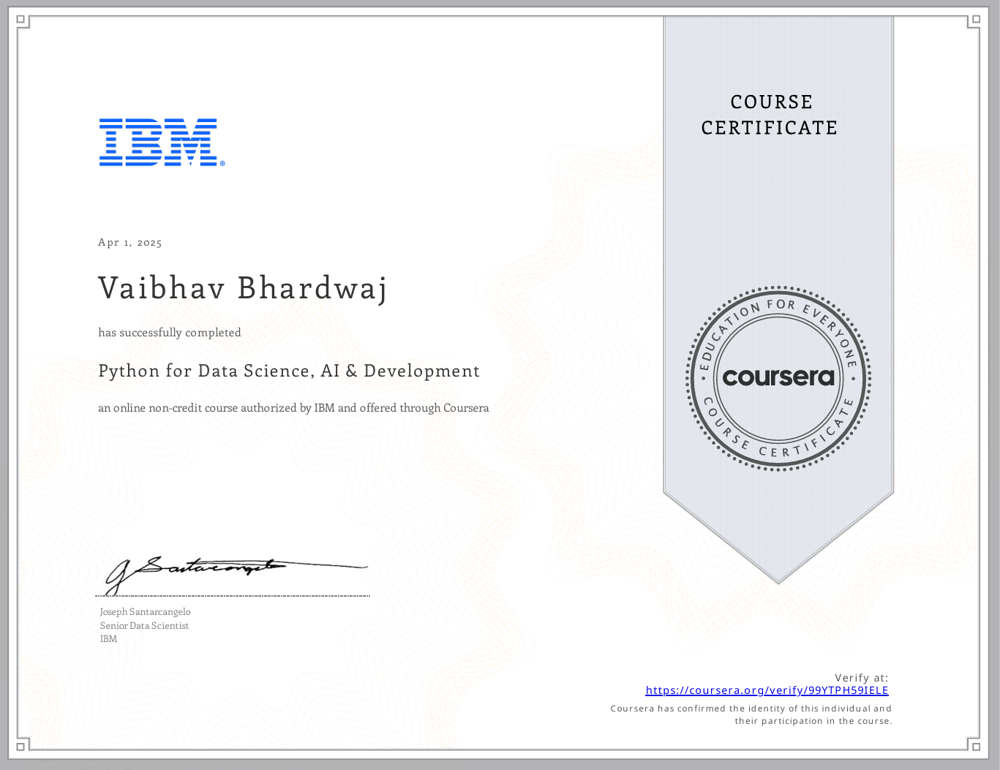 COURSE
CERTIFICATE
IBM®
Apr 1, 2025
Vaibhav Bhardwaj
has successfully completed
Python for Data Science, AI & Development
an online non-credit course authorized by IBM and offered through Coursera
EDUCATION FOR EVERYONE
coursera
COURSE CERTIFICATE
J Santarcangelo
Joseph Santarcangelo
Senior Data Scientist
IBM
Verify at:
https://coursera.org/verify/99YTPH59IELE
Coursera has confirmed the identity of this individual and
their participation in the course.